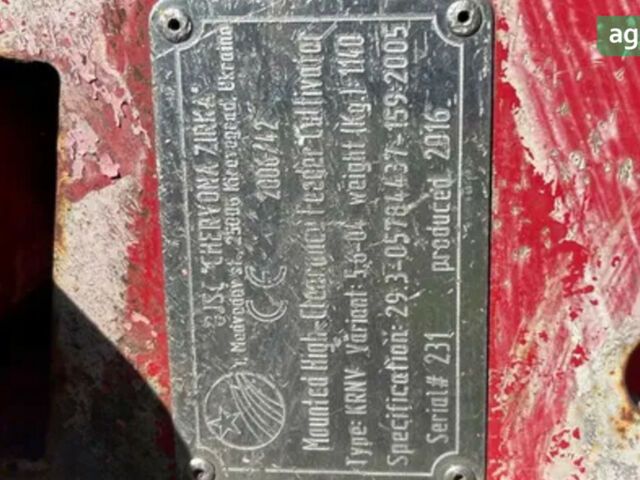 OJSC "CHERVONA ZIRKA"
1, Medvedev st., 25006 Kirovograd, Ukraine
CE 2006/42
Mounted High-Clearance Feeder Cultivator
Type: KRNV Variant: 5,6-04 weight (kg.) 1140
Specification: 29.3-05784437-159:2005
Serial# 231 produced 2016
ag